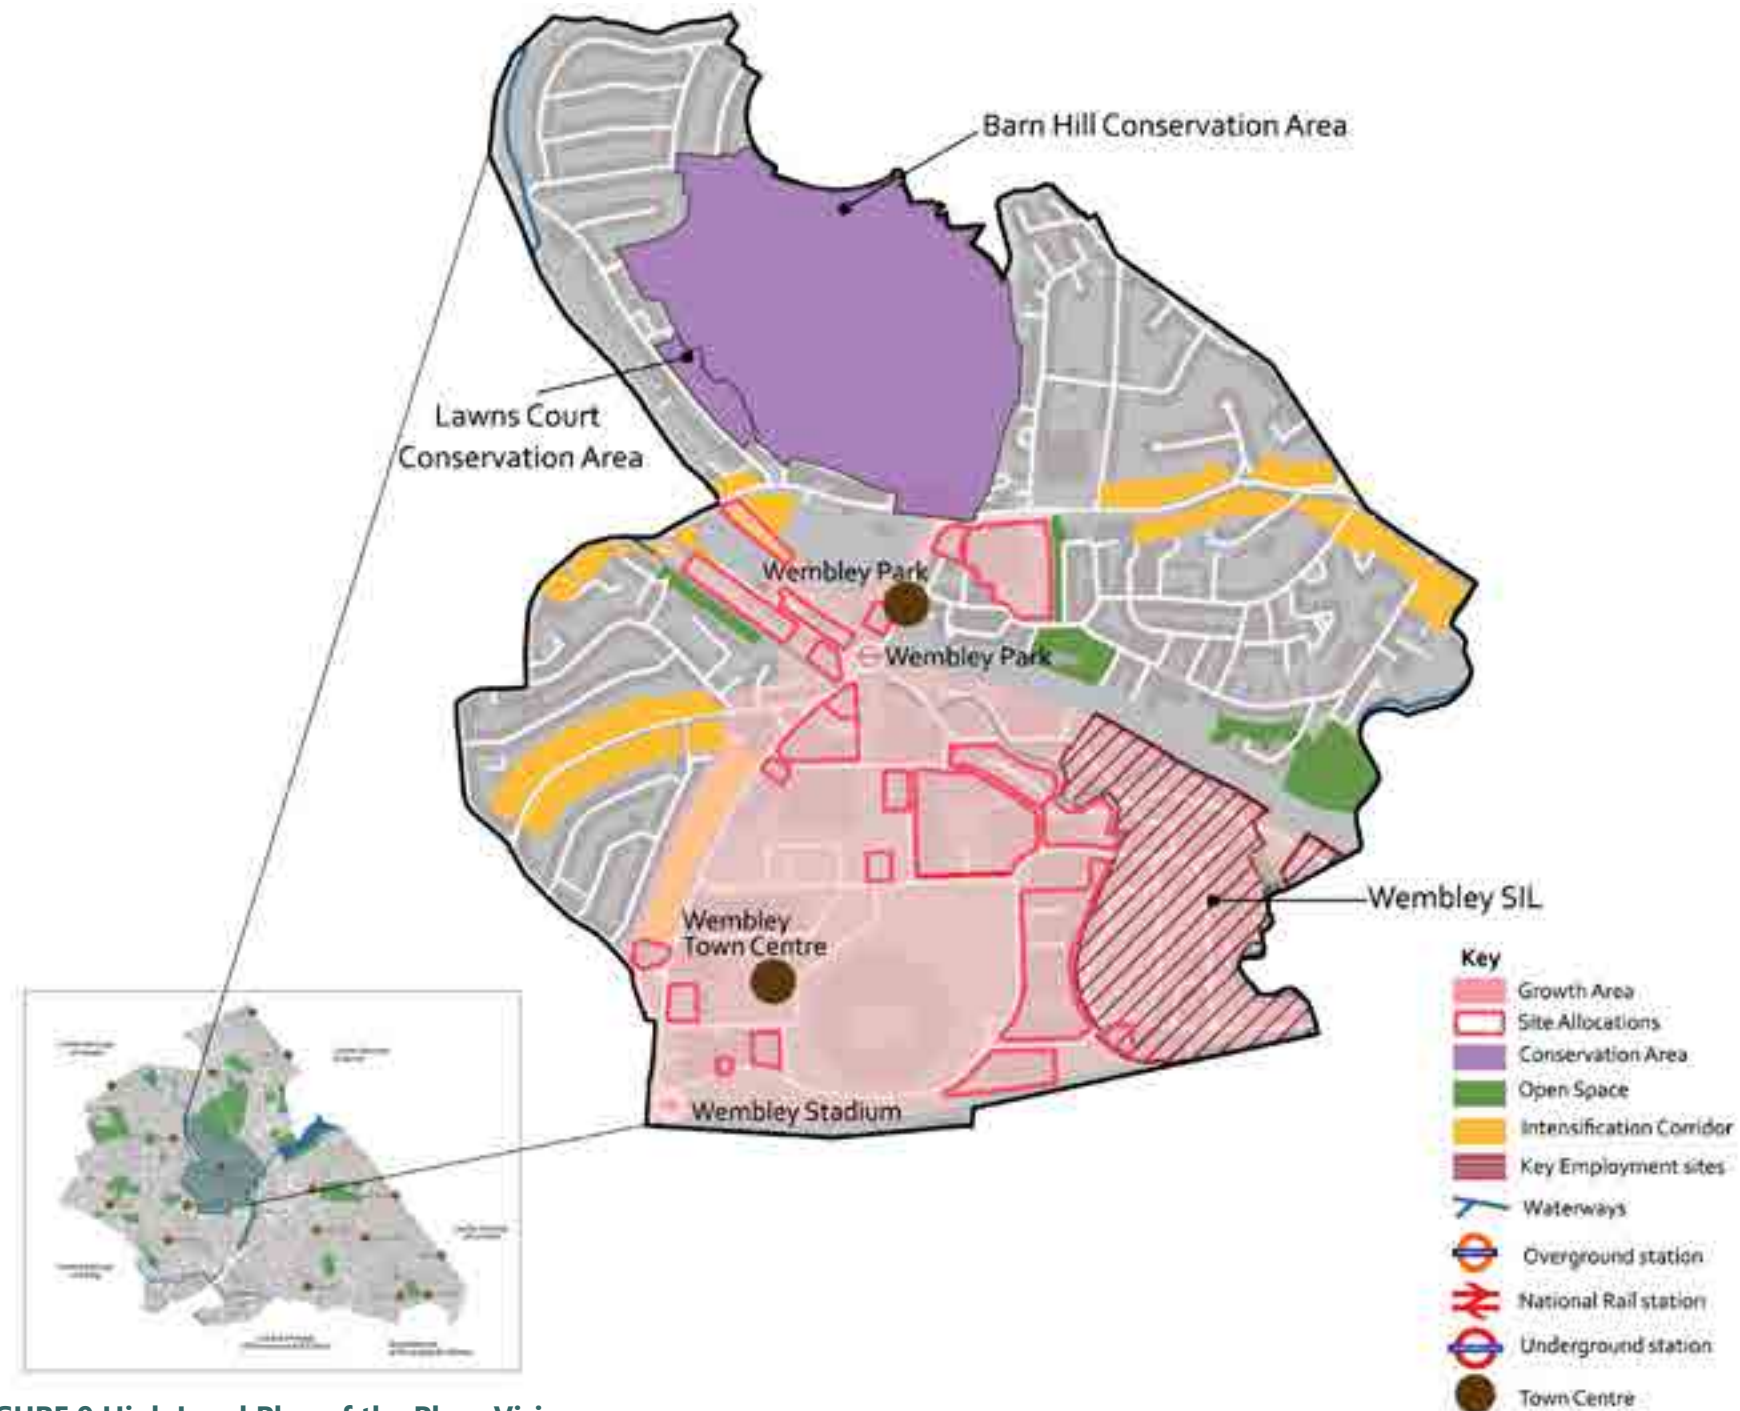 Barn Hill Conservation Area
Lawns Court
Conservation Area
Wembley Park
Wembley Park
Wembley
Town Centre
Wembley SIL
Wembley Stadium
Key
Growth Area
Site Allocations
Conservation Area
Open Space
Intensification Corridor
Key Employment sites
Waterways
Overground station
National Rail station
Underground station
Town Centre